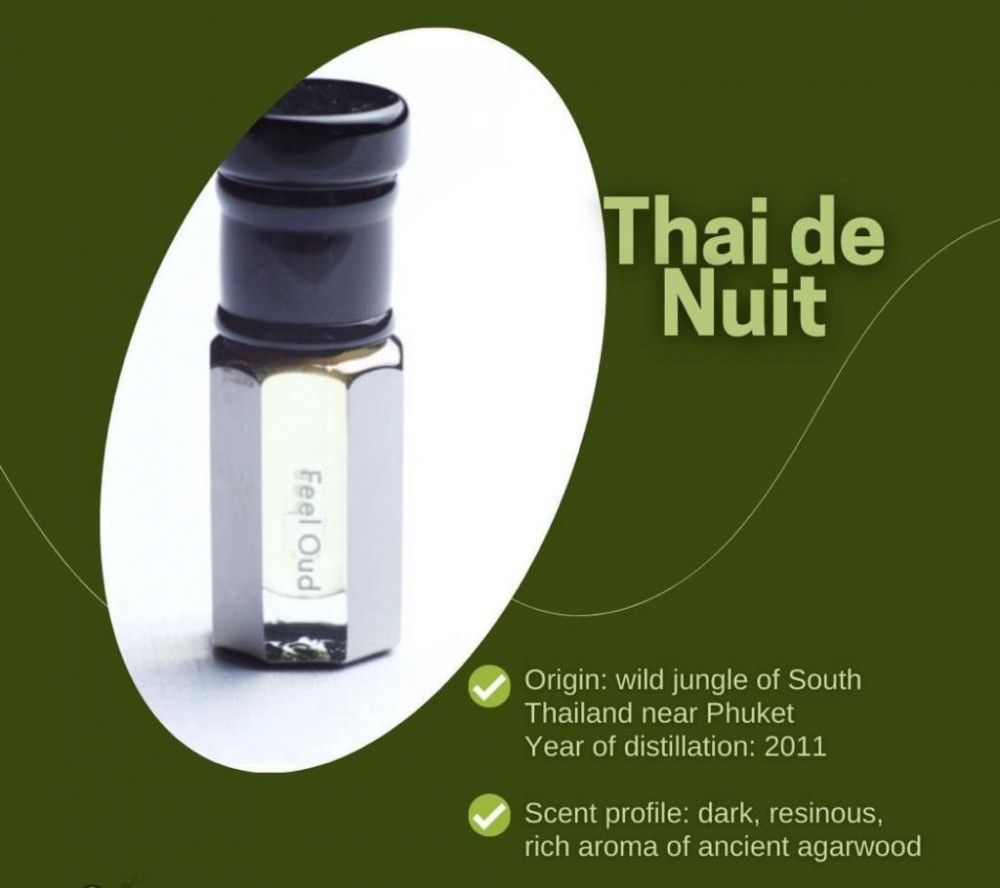 Thai de
Nuit
Feel Oud
Origin: wild jungle of South
Thailand near Phuket
Year of distillation: 2011
Scent profile: dark, resinous,
rich aroma of ancient agarwood